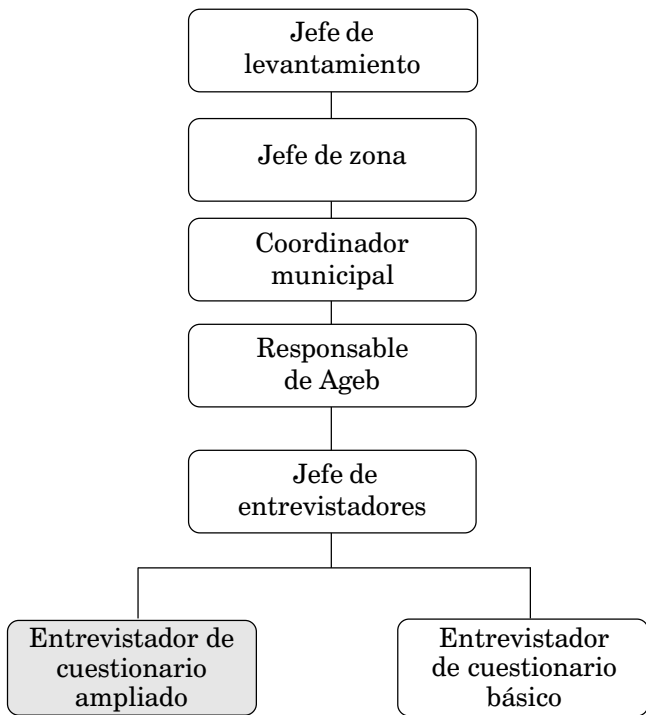 Jefe de
levantamiento
Jefe de zona
Coordinador
municipal
Responsable
de Ageb
Jefe de
entrevistadores
Entrevistador de
cuestionario
ampliado
Entrevistador
de cuestionario
básico